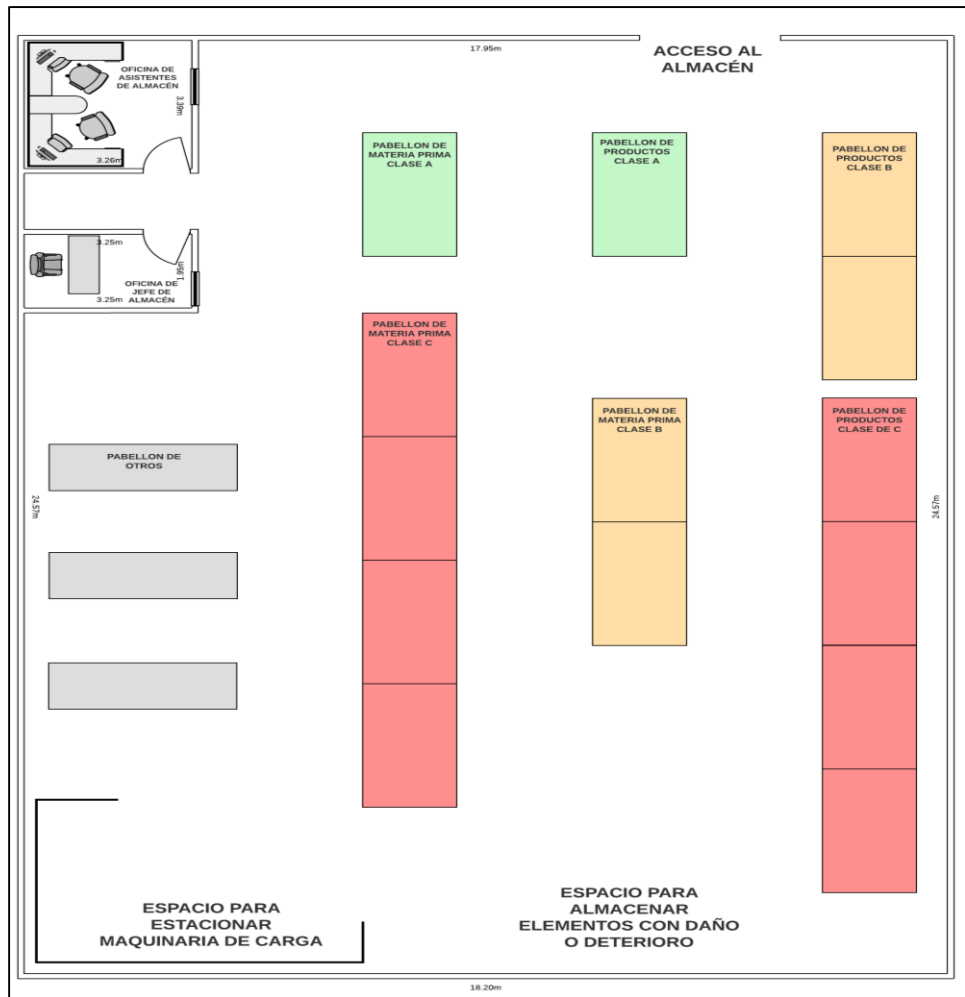 17.95m
ACCESO AL
ALMACÉN
OFICINA DE
ASISTENTES
DE ALMACÉN
3.39m
3.26m
PABELLON DE
MATERIA PRIMA
CLASE A
PABELLON DE
PRODUCTOS
CLASE A
PABELLON DE
PRODUCTOS
CLASE B
3.25m
1.95m
OFICINA DE
JEFE DE
ALMACÉN
3.25m
PABELLON DE
MATERIA PRIMA
CLASE C
PABELLON DE
MATERIA PRIMA
CLASE B
PABELLON DE
PRODUCTOS
CLASE DE C
PABELLON DE
OTROS
24.57m
24.57m
ESPACIO PARA
ESTACIONAR
MAQUINARIA DE CARGA
ESPACIO PARA
ALMACENAR
ELEMENTOS CON DAÑO
O DETERIORO
18.20m